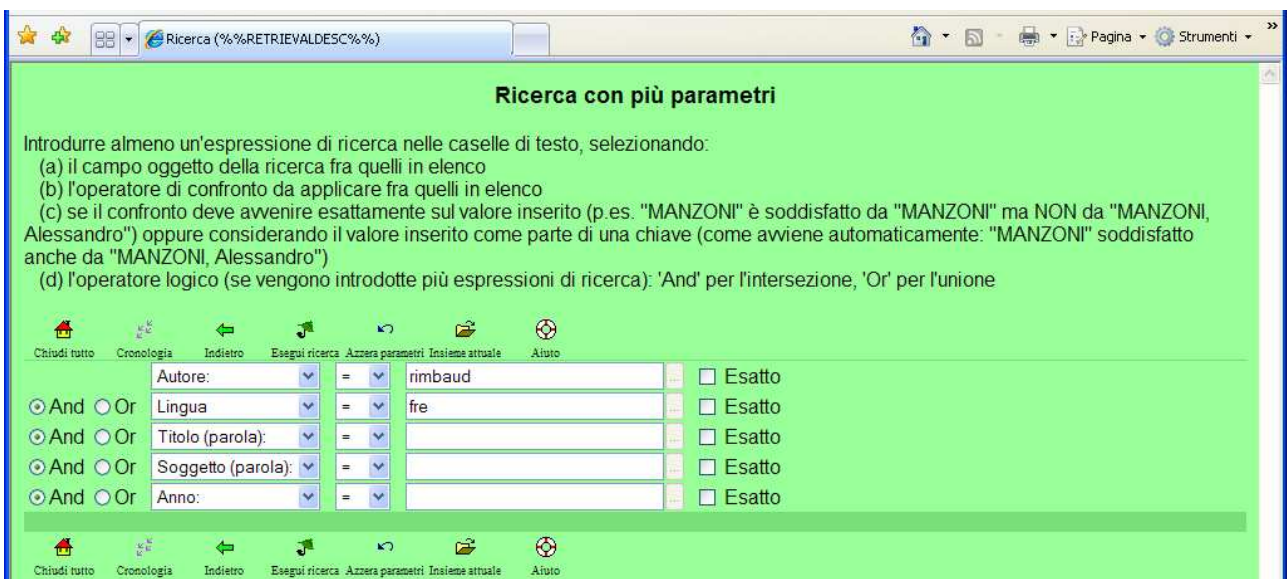 Ricerca (%%RETRIEVALDESC%%)
Pagina
Strumenti
»
Ricerca con più parametri
Introdurre almeno un'espressione di ricerca nelle caselle di testo, selezionando:
(a) il campo oggetto della ricerca fra quelli in elenco
(b) l'operatore di confronto da applicare fra quelli in elenco
(c) se il confronto deve avvenire esattamente sul valore inserito (p.es. "MANZONI" è soddisfatto da "MANZONI" ma NON da "MANZONI,
Alessandro") oppure considerando il valore inserito come parte di una chiave (come avviene automaticamente: "MANZONI" soddisfatto
anche da "MANZONI, Alessandro")
(d) l'operatore logico (se vengono introdotte più espressioni di ricerca): 'And' per l'intersezione, 'Or' per l'unione
Chiudi tutto Cronologia Indietro Esegui ricerca Azzera parametri Insieme attuale Aiuto
Autore: = rimbaud ... Esatto
And Or Lingua = fre ... Esatto
And Or Titolo (parola): = ... Esatto
And Or Soggetto (parola): = ... Esatto
And Or Anno: = ... Esatto
Chiudi tutto Cronologia Indietro Esegui ricerca Azzera parametri Insieme attuale Aiuto